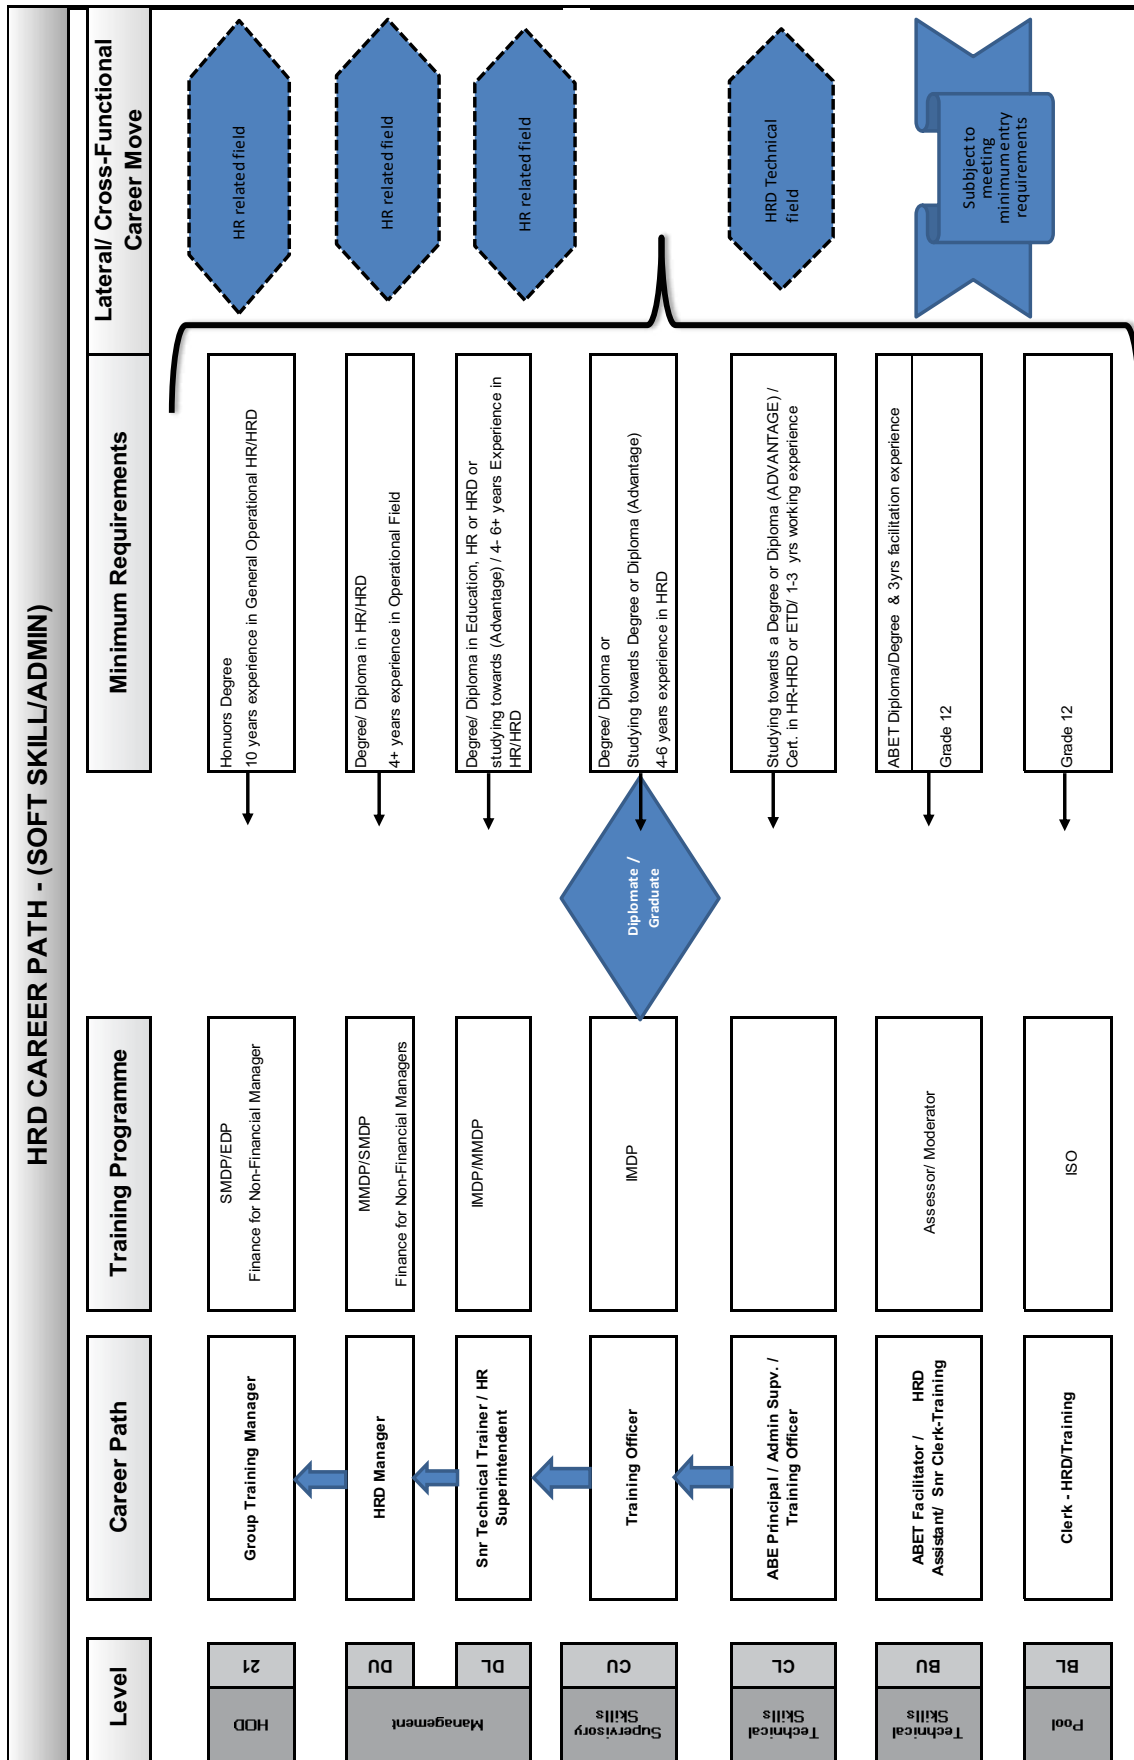 HRD CAREER PATH - (SOFT SKILL/ADMIN)
Level
Career Path
Training Programme
Minimum Requirements
Lateral/ Cross-Functional
Career Move
HOD
21
Group Training Manager
SMDP/EDP
Finance for Non-Financial Manager
Honuors Degree
10 years experience in General Operational HR/HRD
HR related field
Management
DU
HRD Manager
MMDP/SMDP
Finance for Non-Financial Managers
Degree/ Diploma in HR/HRD
4+ years experience in Operational Field
HR related field
DL
Snr Technical Trainer / HR
Superintendent
IMDP/MMDP
Degree/ Diploma in Education, HR or HRD or
studying towards (Advantage) / 4- 6+ years Experience in
HR/HRD
HR related field
Supervisory
Skills
CU
Training Officer
IMDP
Diplomate /
Graduate
Degree/ Diploma or
Studying towards Degree or Diploma (Advantage)
4-6 years experience in HRD
Technical
Skills
CL
ABE Principal / Admin Supv. /
Training Officer
Studying towards a Degree or Diploma (ADVANTAGE) /
Cert. in HR-HRD or ETD/ 1-3 yrs working experience
HRD Technical
field
Technical
Skills
BU
ABET Facilitator / HRD
Assistant/ Snr Clerk-Training
Assessor/ Moderator
ABET Diploma/Degree & 3yrs facilitation experience
Grade 12
Subbject to
meeting
minimum entry
requirements
Pool
BL
Clerk - HRD/Training
ISO
Grade 12